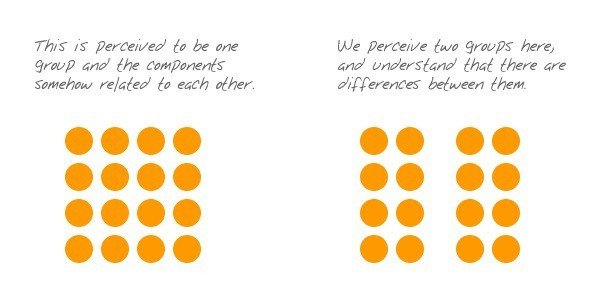 This is perceived to be one
group and the components
somehow related to each other.
We perceive two groups here,
and understand that there are
differences between them.